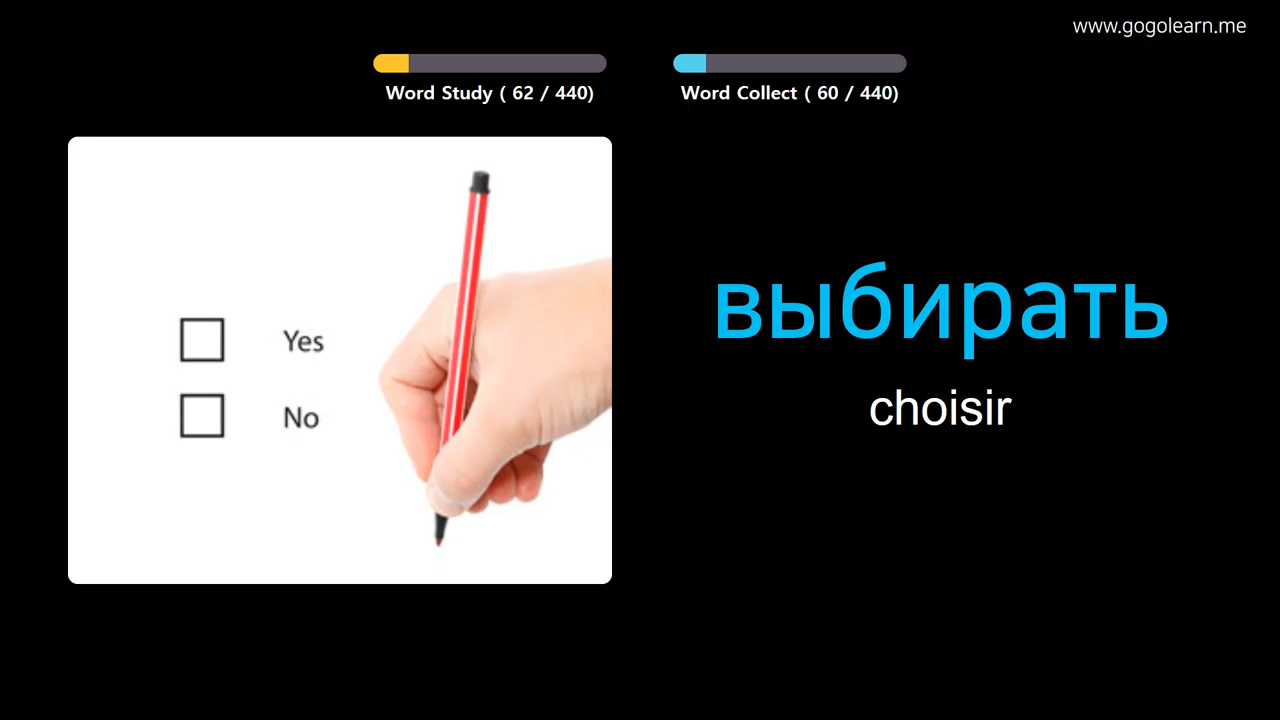 www.gogolearn.me
Word Study ( 62 / 440)
Word Collect ( 60 / 440)
Yes
No
выбирать
choisir